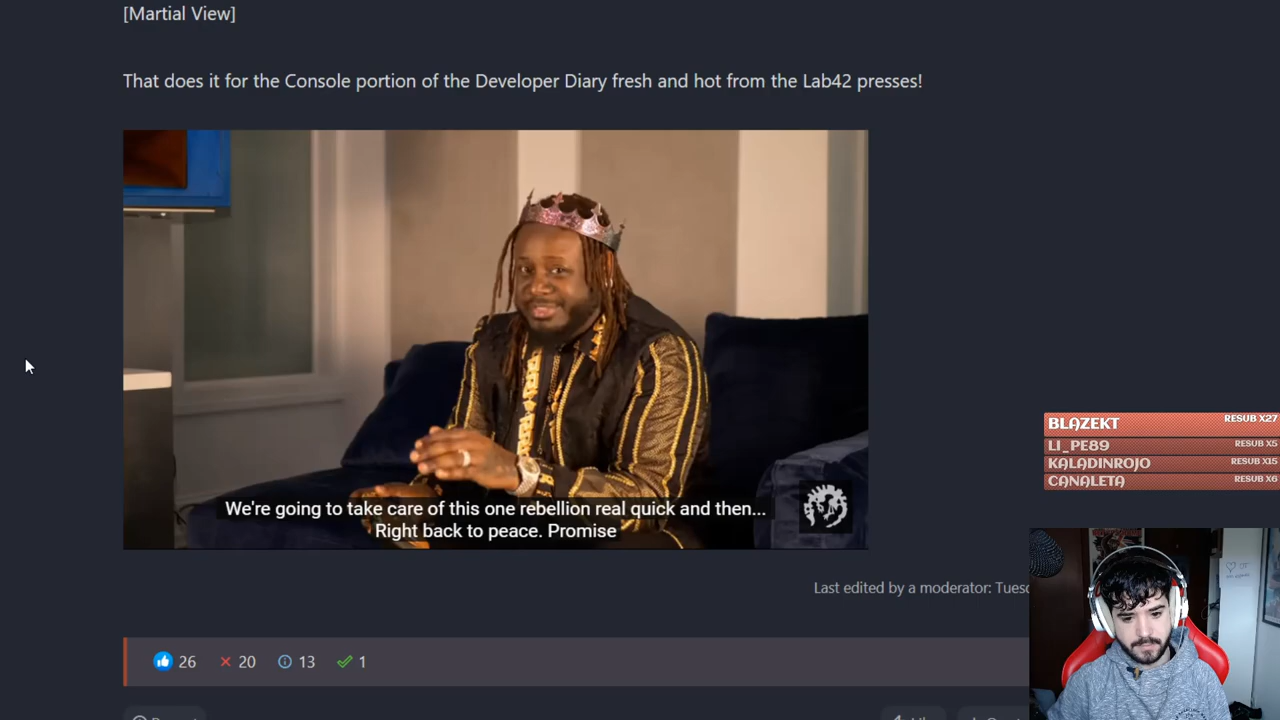 [Martial View]
That does it for the Console portion of the Developer Diary fresh and hot from the Lab42 presses!
We're going to take care of this one rebellion real quick and then...
Right back to peace. Promise
BLAZEKT RESUB X27
LI_PE89 RESUB X5
KALADINROJO RESUB X15
CANALETA RESUB X6
Last edited by a moderator:
26 20 13 1